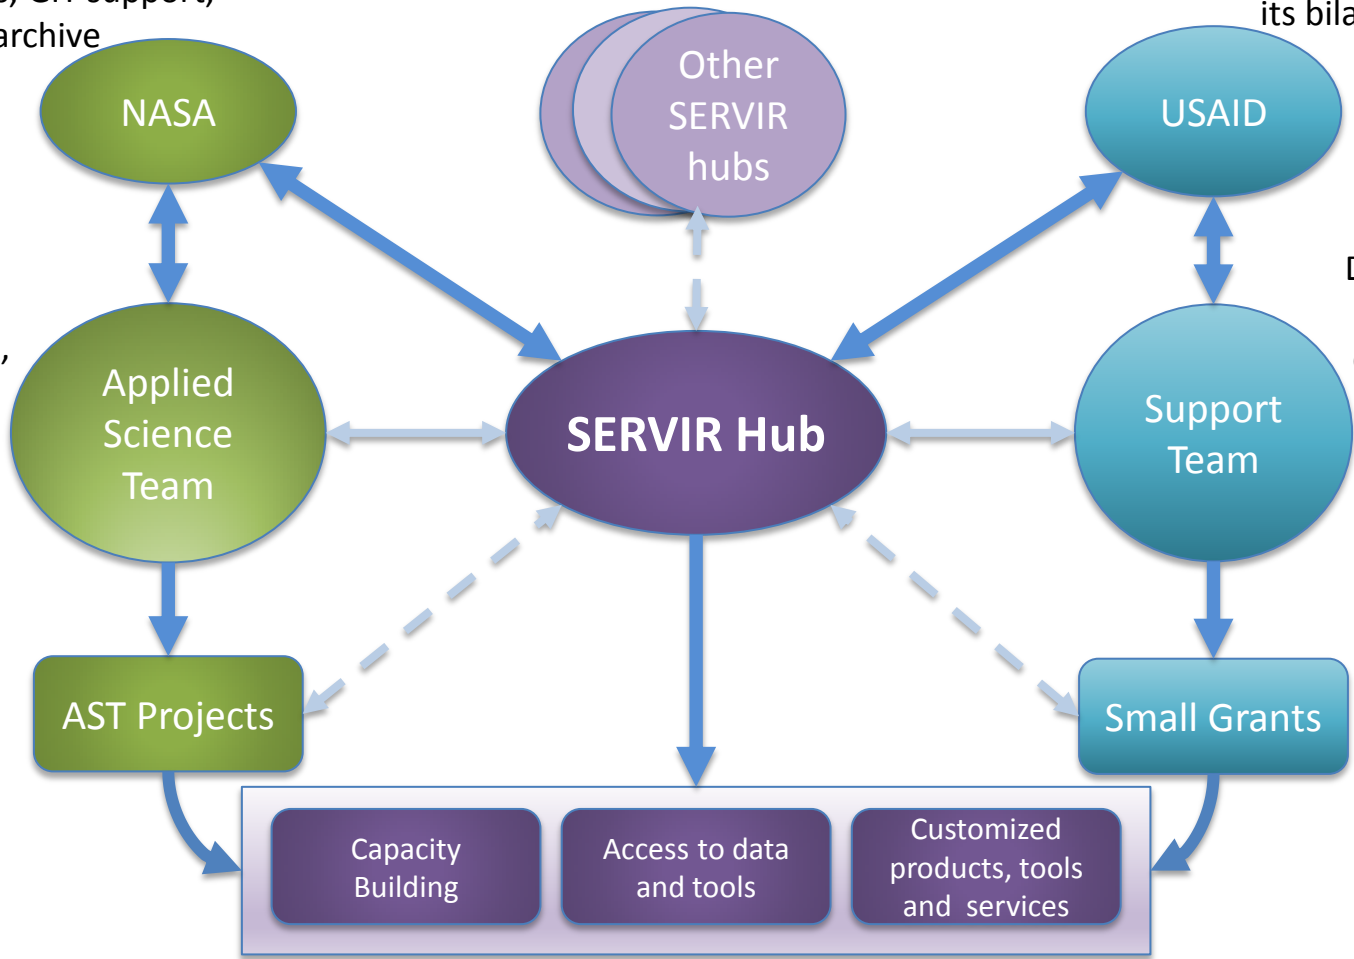 support,
archive
its
NASA
Other
SERVIR
hubs
USAID
Applied
Science
Team
SERVIR Hub
Support
Team
AST Projects
Small Grants
Capacity
Building
Access to data
and tools
Customized
products, tools
and services